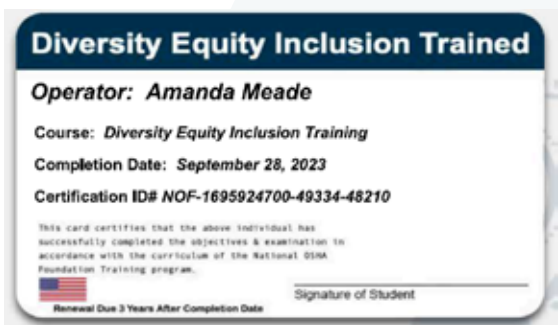 Diversity Equity Inclusion Trained
Operator: Amanda Meade
Course: Diversity Equity Inclusion Training
Completion Date: September 28, 2023
Certification ID# NOF-1695924700-49334-48210
This card certifies that the above individual has
successfully completed the objectives & examination in
accordance with the curriculum of the National OSHA
Foundation Training program.
Signature of Student
Renewal Due 3 Years After Completion Date